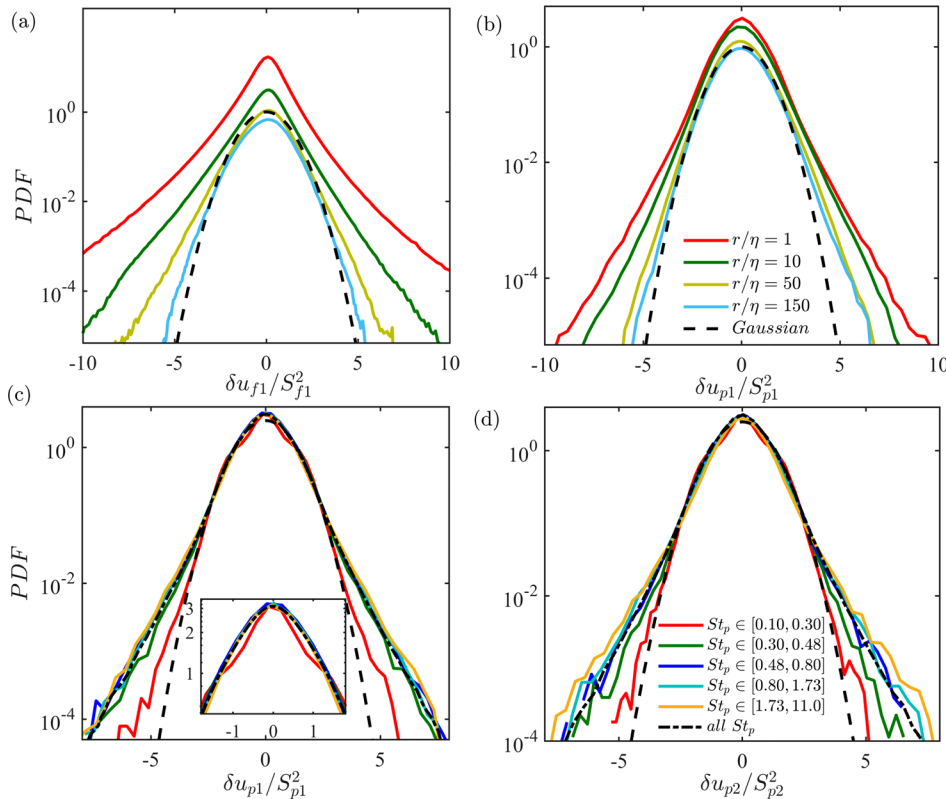 (a)
PDF
10^0
10^-2
10^-4
-10
-5
0
5
10
δu_f1/S²_f1
(b)
10^0
10^-2
10^-4
r/η = 1
r/η = 10
r/η = 50
r/η = 150
Gaussian
-10
-5
0
5
10
δu_p1/S²_p1
(c)
PDF
10^0
10^-2
10^-4
3
2
1
-1
0
1
-5
0
5
δu_p1/S²_p1
(d)
10^0
10^-2
10^-4
St_p ∈ [0.10, 0.30]
St_p ∈ [0.30, 0.48]
St_p ∈ [0.48, 0.80]
St_p ∈ [0.80, 1.73]
St_p ∈ [1.73, 11.0]
all St_p
-5
0
5
δu_p2/S²_p2